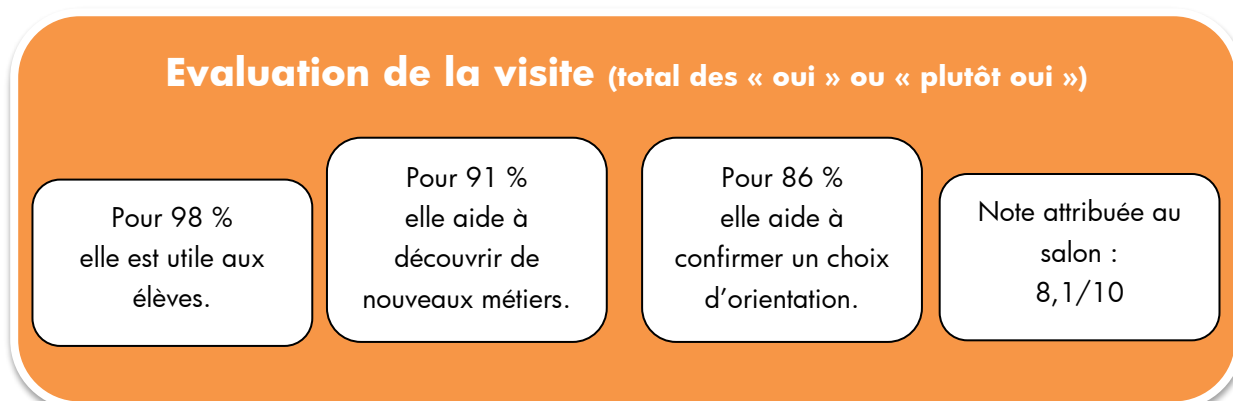 Evaluation de la visite (total des « oui » ou « plutôt oui »)
Pour 98 %
elle est utile aux
élèves.
Pour 91 %
elle aide à
découvrir de
nouveaux métiers.
Pour 86 %
elle aide à
confirmer un choix
d’orientation.
Note attribuée au
salon :
8,1/10